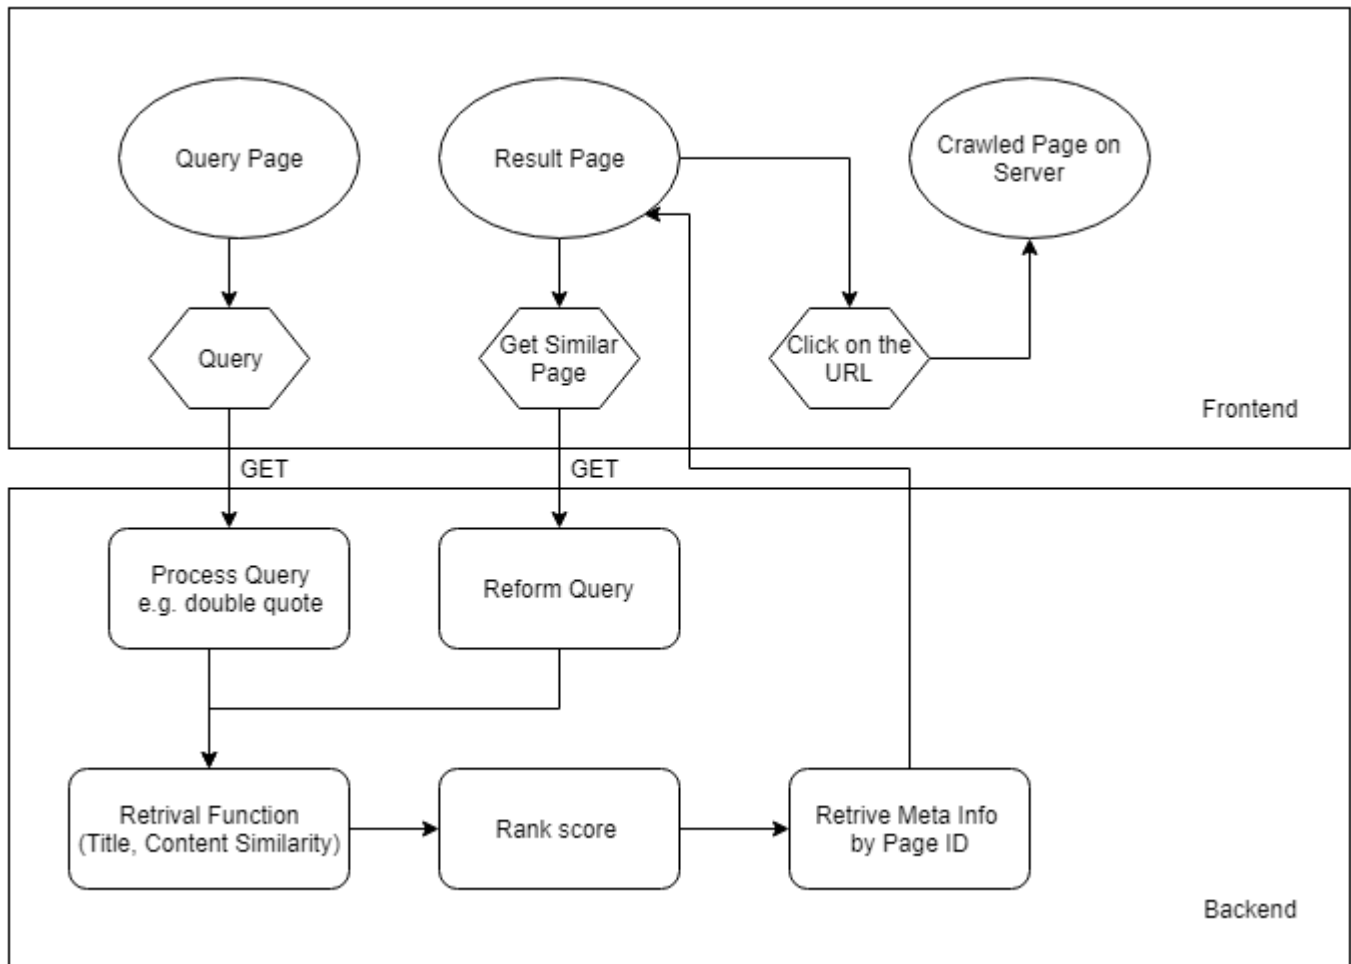 Query Page
Result Page
Crawled Page on
Server
Query
Get Similar
Page
Click on the
URL
Frontend
GET
GET
Process Query
e.g. double quote
Reform Query
Retrival Function
(Title, Content Similarity)
Rank score
Retrive Meta Info
by Page ID
Backend